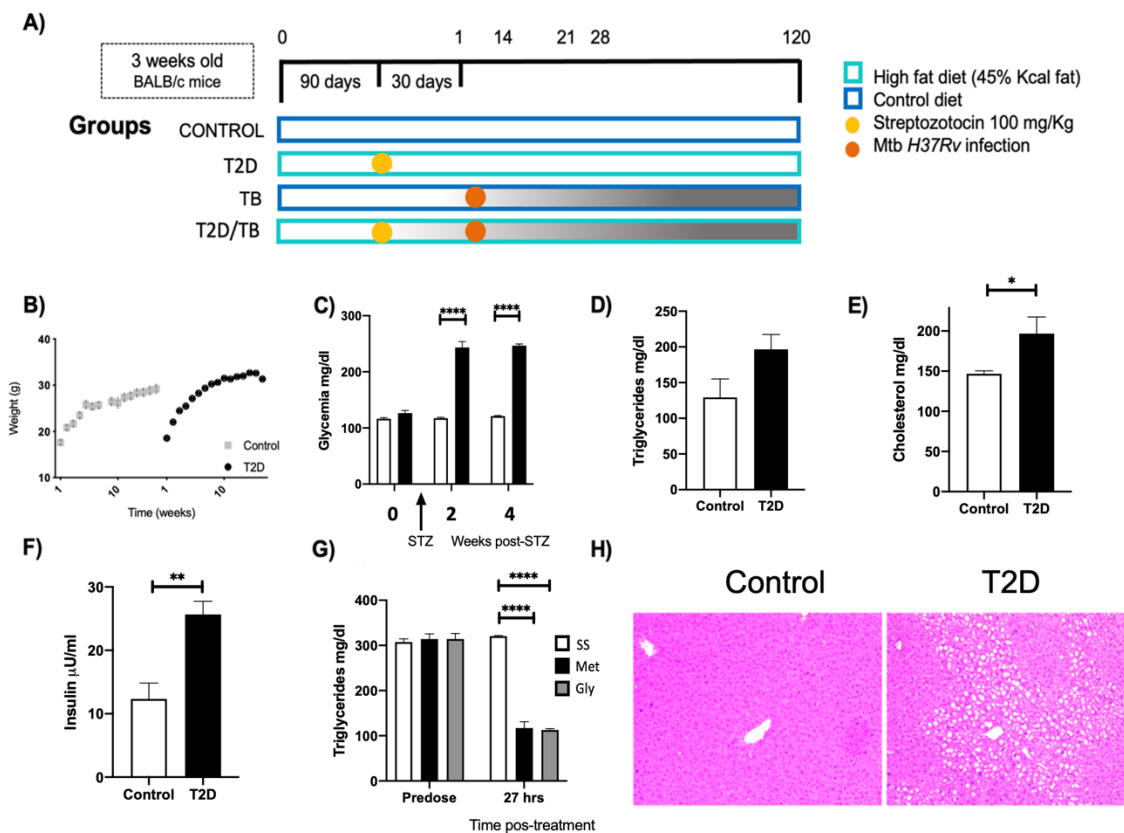 A)
0 1 14 21 28 120
3 weeks old
BALB/c mice
90 days 30 days
Groups
CONTROL
T2D
TB
T2D/TB
High fat diet (45% Kcal fat)
Control diet
Streptozotocin 100 mg/Kg
Mtb H37Rv infection
B)
Weight (g)
40
30
20
10
1 10 1 10
Time (weeks)
Control
T2D
C)
Glycemia mg/dl
300
200
100
0
**** ****
0 2 4
STZ Weeks post-STZ
D)
Triglycerides mg/dl
250
200
150
100
50
0
Control T2D
E)
Cholesterol mg/dl
200
150
100
50
0
*
Control T2D
F)
Insulin µU/ml
30
20
10
0
**
Control T2D
G)
Triglycerides mg/dl
400
300
200
100
0
****
****
SS
Met
Gly
Predose 27 hrs
Time pos-treatment
H)
Control T2D